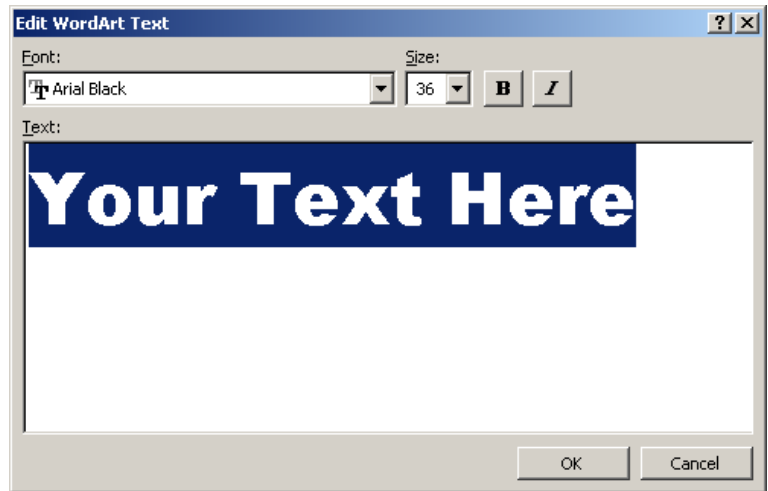 Edit WordArt Text
Font: Size:
Arial Black 36 B I
Text:
Your Text Here
OK Cancel